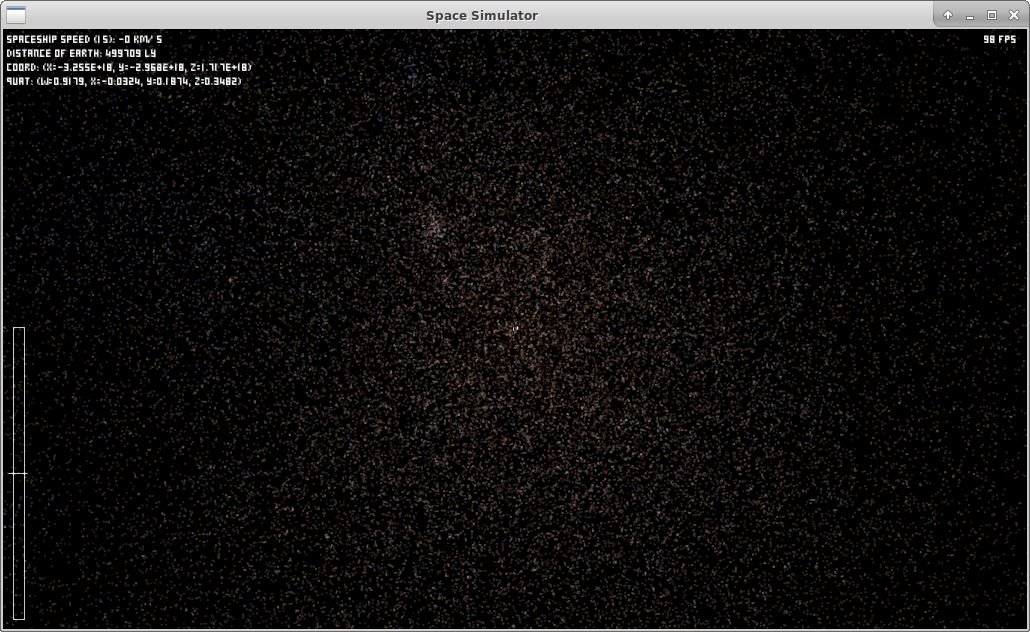 Space Simulator
SPACESHIP SPEED (15): -0 KM/S
98 FPS
DISTANCE OF EARTH: 499709 LY
COORD: (X=-3.255E+18, Y=-2.968E+18, Z=1.717E+18)
QUAT: (W=0.9179, X=-0.0324, Y=0.1874, Z=0.3482)